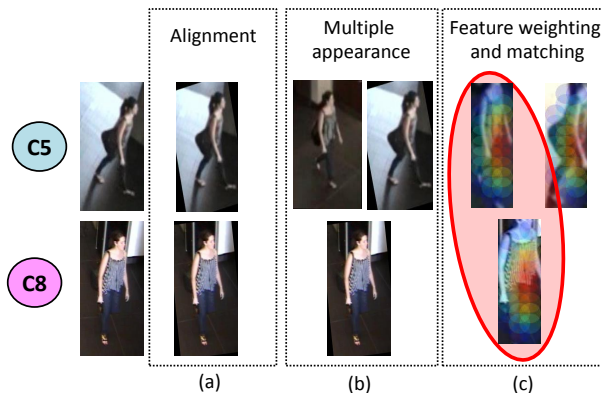 Alignment
Multiple
appearance
Feature weighting
and matching
C5
C8
(a)
(b)
(c)